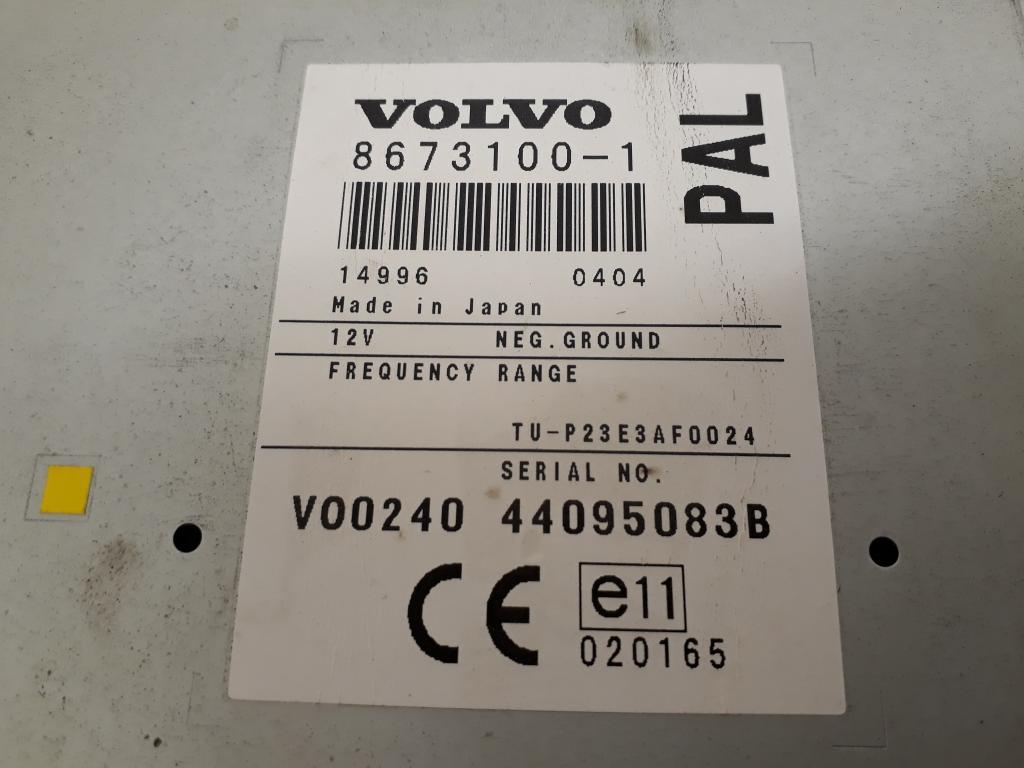 VOLVO
PAL
8673100-1
14996 0404
Made in Japan
12V NEG.GROUND
FREQUENCY RANGE
TU-P23E3AF0024
SERIAL NO.
V00240 44095083B
CE e11
020165